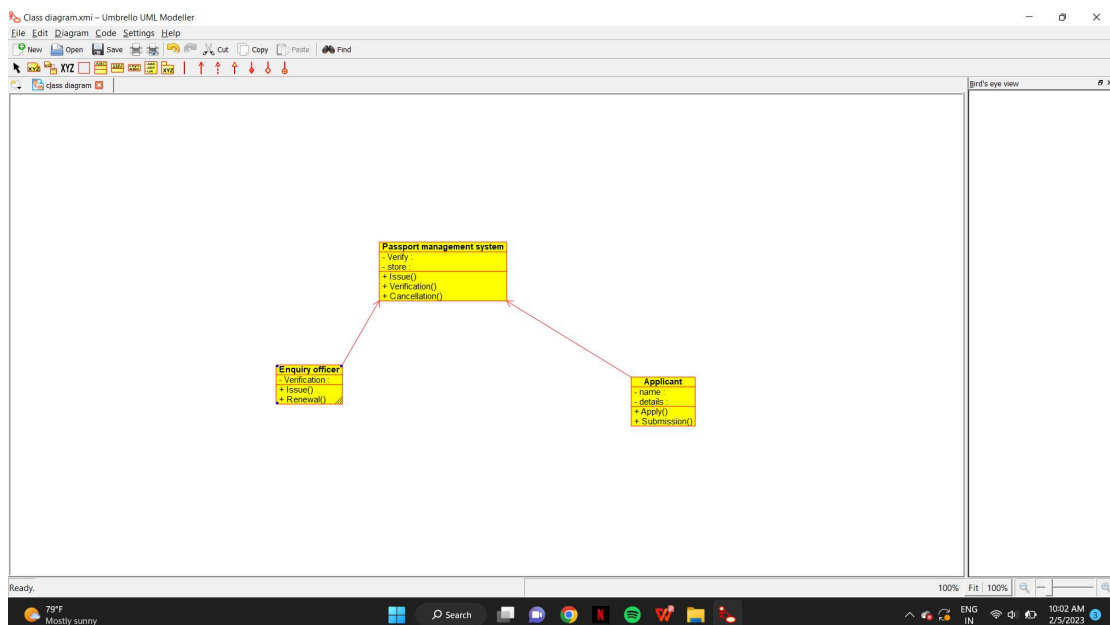 Class diagram.xmi – Umbrello UML Modeller
File Edit Diagram Code Settings Help
New Open Save Cut Copy Paste Find
XYZ
class diagram
Bird's eye view
Passport management system
- Verify :
- store :
+ Issue()
+ Verification()
+ Cancellation()
Enquiry officer
- Verification :
+ Issue()
+ Renewal()
Applicant
- name :
- details :
+ Apply()
+ Submission()
Ready.
100% Fit 100%
79°F
Mostly sunny
Search
ENG
IN
10:02 AM
2/5/2023
3